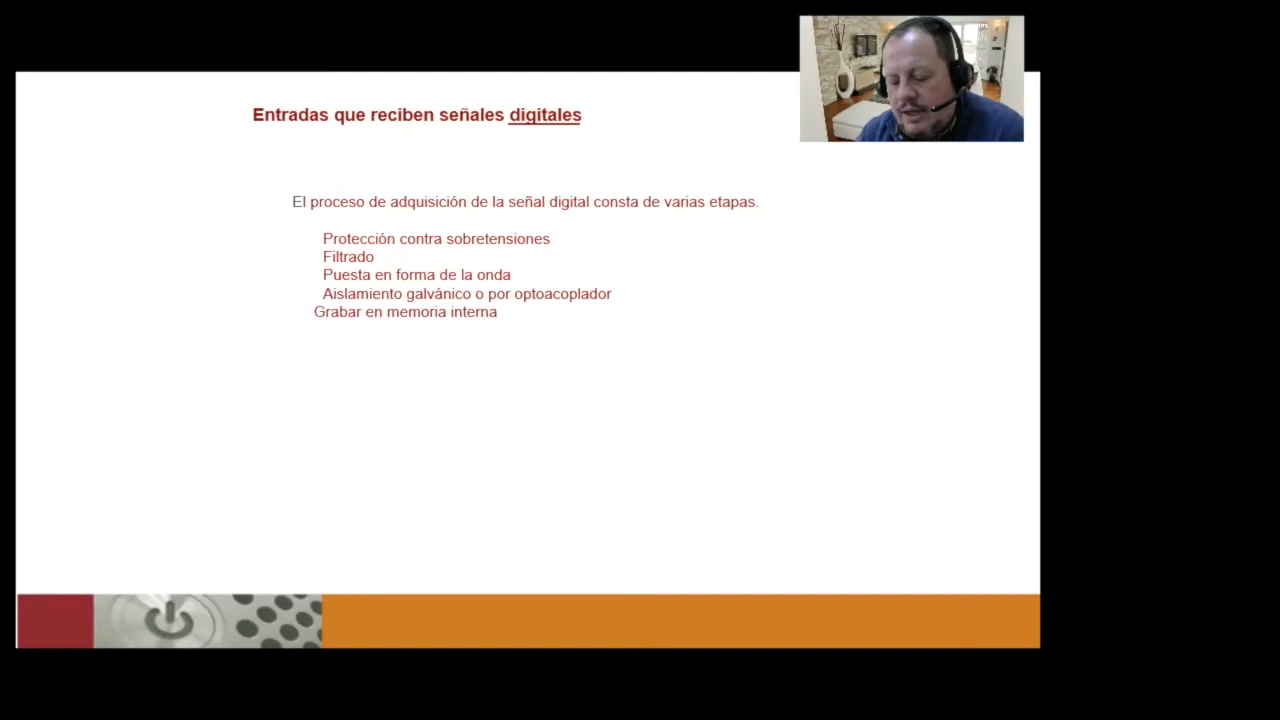 Entradas que reciben señales digitales
El proceso de adquisición de la señal digital consta de varias etapas.
Protección contra sobretensiones
Filtrado
Puesta en forma de la onda
Aislamiento galvánico o por optoacoplador
Grabar en memoria interna